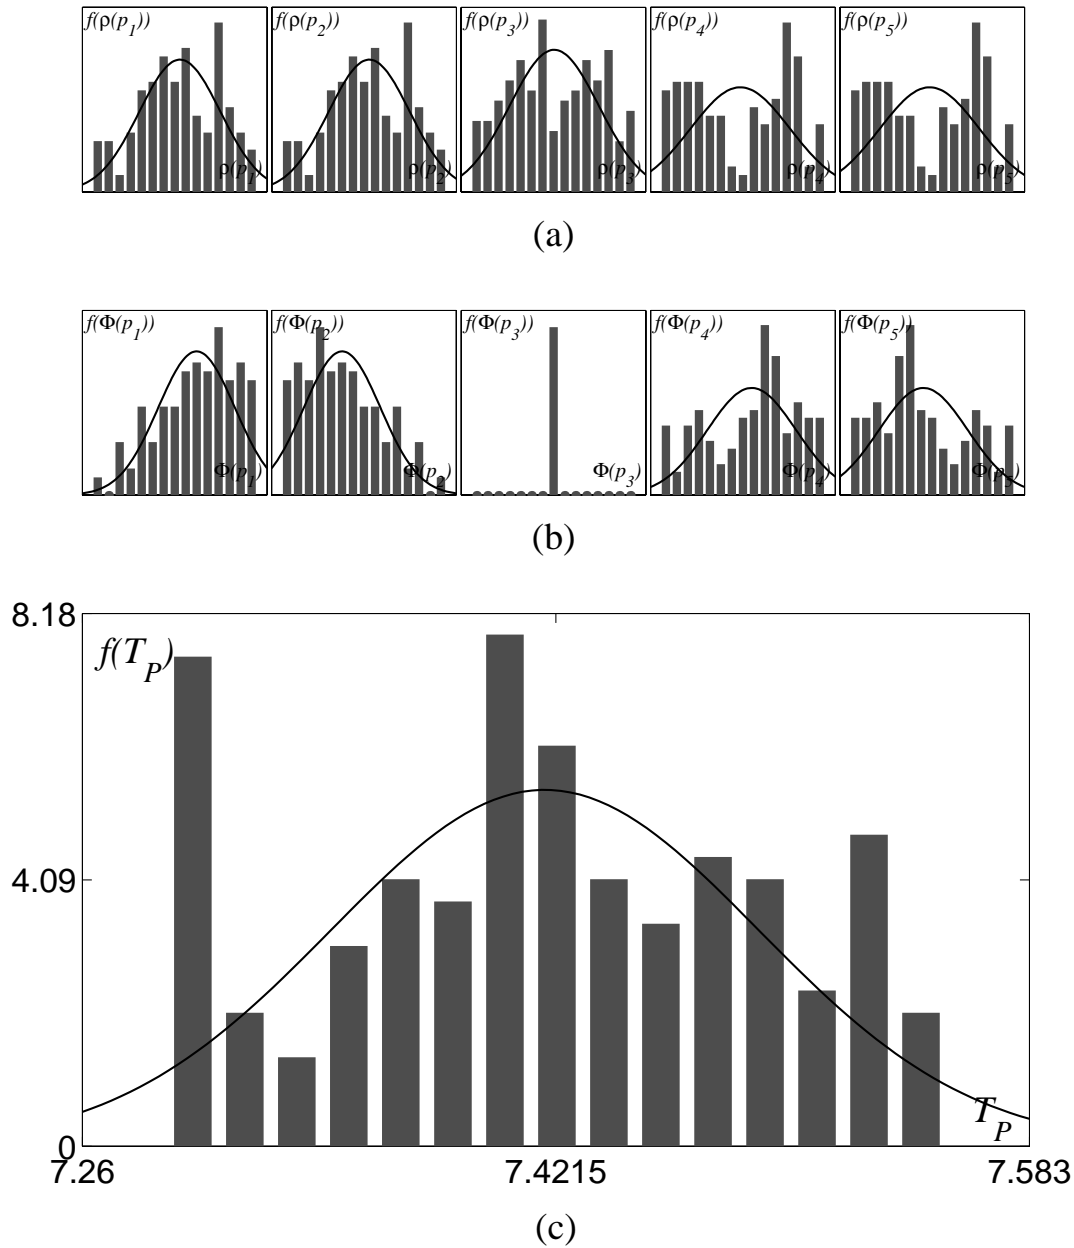 f(ρ(p1)) f(ρ(p2)) f(ρ(p3)) f(ρ(p4)) f(ρ(p5))
ρ(p1) ρ(p2) ρ(p3) ρ(p4) ρ(p5)
(a)
f(Φ(p1)) f(Φ(p2)) f(Φ(p3)) f(Φ(p4)) f(Φ(p5))
Φ(p1) Φ(p2) Φ(p3) Φ(p4) Φ(p5)
(b)
8.18
f(TP)
4.09
TP
0
7.26 7.4215 7.583
(c)